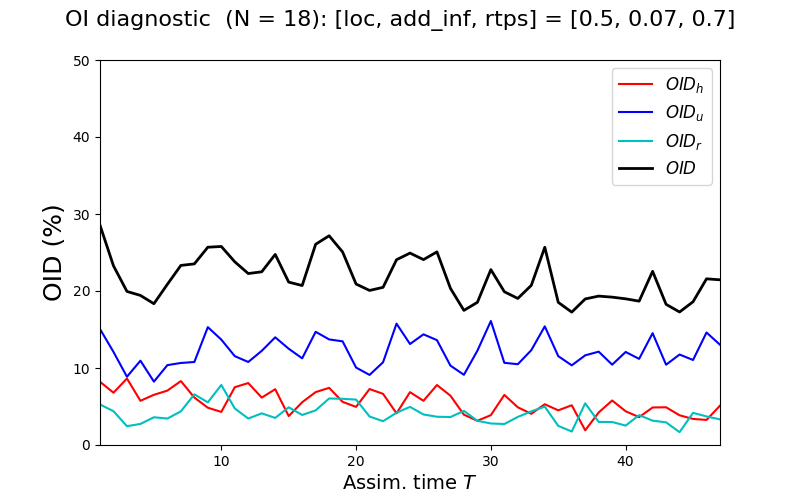 OI diagnostic (N = 18): [loc, add_inf, rtps] = [0.5, 0.07, 0.7]
50
40
30
20
10
0
OID (%)
OID_h
OID_u
OID_r
OID
10 20 30 40
Assim. time T